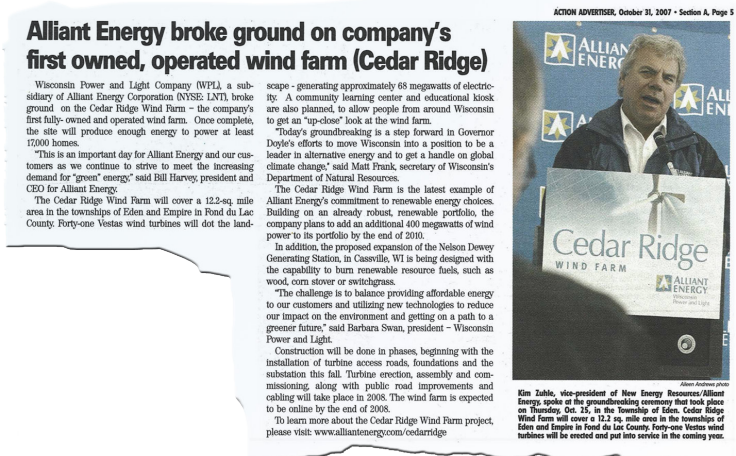 ACTION ADVERTISER, October 31, 2007 • Section A, Page 5
Alliant Energy broke ground on company's
first owned, operated wind farm (Cedar Ridge)
Wisconsin Power and Light Company (WPL), a sub-
sidiary of Alliant Energy Corporation (NYSE: LNT), broke
ground on the Cedar Ridge Wind Farm – the company's
first fully- owned and operated wind farm. Once complete,
the site will produce enough energy to power at least
17,000 homes.
"This is an important day for Alliant Energy and our cus-
tomers as we continue to strive to meet the increasing
demand for "green" energy," said Bill Harvey, president and
CEO for Alliant Energy.
The Cedar Ridge Wind Farm will cover a 12.2-sq. mile
area in the townships of Eden and Empire in Fond du Lac
County. Forty-one Vestas wind turbines will dot the land-
scape - generating approximately 68 megawatts of electric-
ity. A community learning center and educational kiosk
are also planned, to allow people from around Wisconsin
to get an "up-close" look at the wind farm.
"Today's groundbreaking is a step forward in Governor
Doyle's efforts to move Wisconsin into a position to be a
leader in alternative energy and to get a handle on global
climate change," said Matt Frank, secretary of Wisconsin's
Department of Natural Resources.
The Cedar Ridge Wind Farm is the latest example of
Alliant Energy's commitment to renewable energy choices.
Building on an already robust, renewable portfolio, the
company plans to add an additional 400 megawatts of wind
power to its portfolio by the end of 2010.
In addition, the proposed expansion of the Nelson Dewey
Generating Station, in Cassville, WI is being designed with
the capability to burn renewable resource fuels, such as
wood, corn stover or switchgrass.
"The challenge is to balance providing affordable energy
to our customers and utilizing new technologies to reduce
our impact on the environment and getting on a path to a
greener future," said Barbara Swan, president – Wisconsin
Power and Light.
Construction will be done in phases, beginning with the
installation of turbine access roads, foundations and the
substation this fall. Turbine erection, assembly and com-
missioning, along with public road improvements and
cabling will take place in 2008. The wind farm is expected
to be online by the end of 2008.
To learn more about the Cedar Ridge Wind Farm project,
please visit: www.alliantenergy.com/cedarridge
ALLIAN
ENERG
AL
EN
Cedar Ridge
WIND FARM
ALLIANT
ENERGY
Wisconsin
Power and Light
Aileen Andrews photo
Kim Zuhle, vice-president of New Energy Resources/Alliant
Energy, spoke at the groundbreaking ceremony that took place
on Thursday, Oct. 25, in the Township of Eden. Cedar Ridge
Wind Farm will cover a 12.2 sq. mile area in the townships of
Eden and Empire in Fond du Lac County. Forty-one Vestas wind
turbines will be erected and put into service in the coming year.